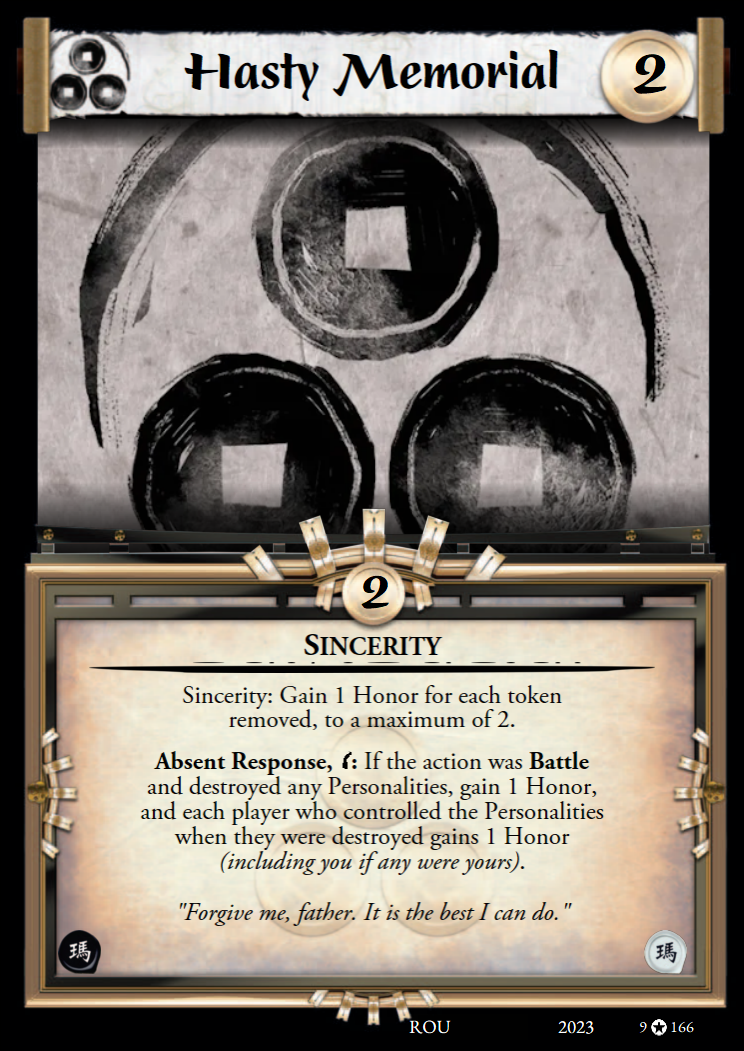 Hasty Memorial
2
2
SINCERITY
Sincerity: Gain 1 Honor for each token
removed, to a maximum of 2.
Absent Response, : If the action was Battle
and destroyed any Personalities, gain 1 Honor,
and each player who controlled the Personalities
when they were destroyed gains 1 Honor
(including you if any were yours).
"Forgive me, father. It is the best I can do."
瑪
瑪
ROU 2023 9 166